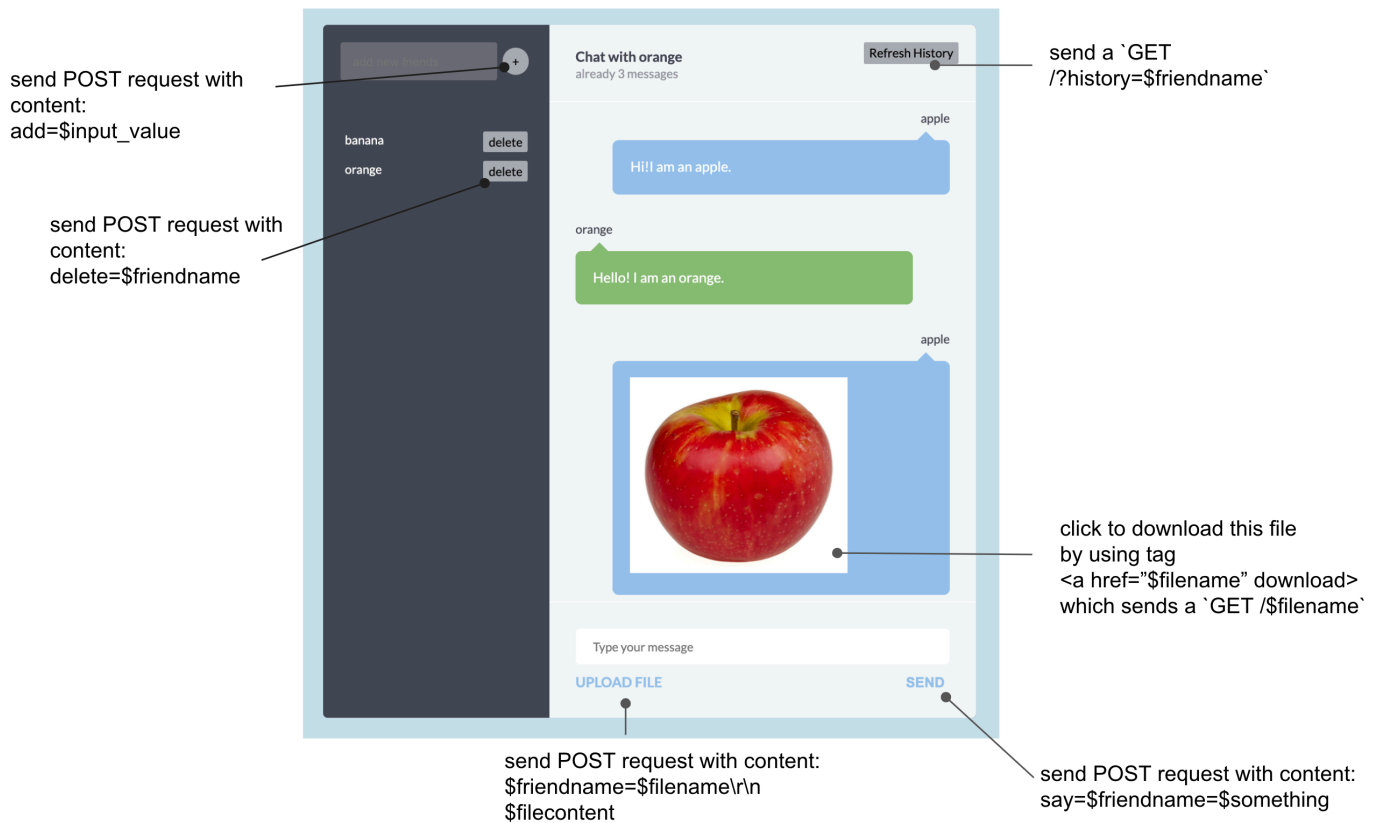 send POST request with
content:
add=$input_value
add new friends
+
banana
delete
orange
delete
send POST request with
content:
delete=$friendname
Chat with orange
already 3 messages
Refresh History
send a `GET
/?history=$friendname`
apple
Hi!I am an apple.
orange
Hello! I am an orange.
apple
click to download this file
by using tag
<a href=”$filename” download>
which sends a `GET /$filename`
Type your message
UPLOAD FILE
SEND
send POST request with content:
$friendname=$filename\r\n
$filecontent
send POST request with content:
say=$friendname=$something